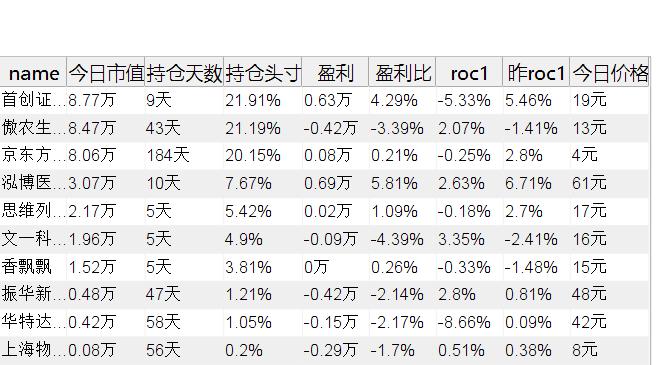 name 今日市值 持仓天数 持仓头寸 盈利 盈利比 roc1 昨roc1 今日价格
首创证... 8.77万 9天 21.91% 0.63万 4.29% -5.33% 5.46% 19元
傲农生... 8.47万 43天 21.19% -0.42万 -3.39% 2.07% -1.41% 13元
京东方... 8.06万 184天 20.15% 0.08万 0.21% -0.25% 2.8% 4元
泓博医... 3.07万 10天 7.67% 0.69万 5.81% 2.63% 6.71% 61元
思维列... 2.17万 5天 5.42% 0.02万 1.09% -0.18% 2.7% 17元
文一科... 1.96万 5天 4.9% -0.09万 -4.39% 3.35% -2.41% 16元
香飘飘 1.52万 5天 3.81% 0万 0.26% -0.33% -1.48% 15元
振华新... 0.48万 47天 1.21% -0.42万 -2.14% 2.8% 0.81% 48元
华特达... 0.42万 58天 1.05% -0.15万 -2.17% -8.66% 0.09% 42元
上海物... 0.08万 56天 0.2% -0.29万 -1.7% 0.51% 0.38% 8元